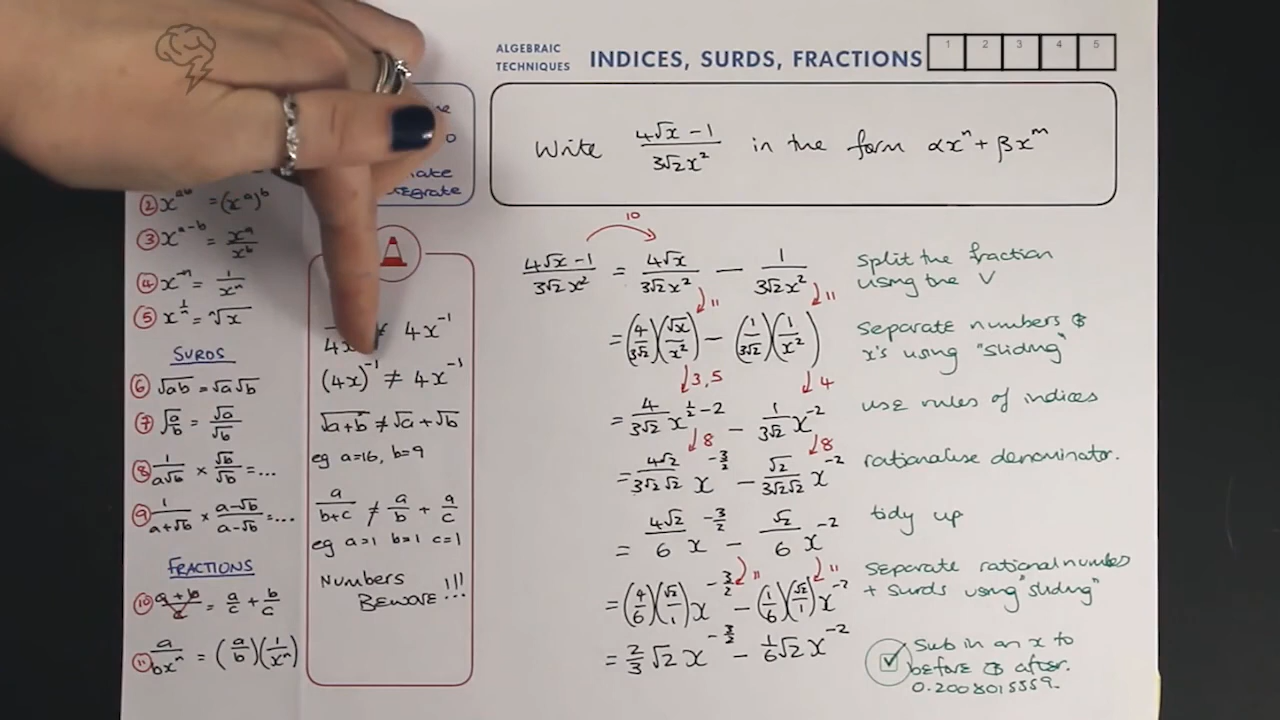 ALGEBRAIC
TECHNIQUES
INDICES, SURDS, FRACTIONS
1 2 3 4 5
Write (4√x − 1)/(3√2x²) in the form αxⁿ + βxᵐ
② x^(ab) = (x^a)^b
③ x^(a−b) = x^a/x^b
④ x^(−n) = 1/xⁿ
⑤ x^(1/n) = ⁿ√x
SURDS
⑥ √ab = √a√b
⑦ √(a/b) = √a/√b
⑧ 1/(a√b) × √b/√b = ...
⑨ 1/(a+√b) × (a−√b)/(a−√b) = ...
FRACTIONS
⑩ (a+b)/c = a/c + b/c
⑪ a/(bxⁿ) = (a/b)(1/xⁿ)
≠ 4x⁻¹
(4x)⁻¹ ≠ 4x⁻¹
√(a+b) ≠ √a + √b
eg a=16, b=9
a/(b+c) ≠ a/b + a/c
eg a=1 b=1 c=1
Numbers
BEWARE !!!
10
(4√x − 1)/(3√2x²) = 4√x/(3√2x²) − 1/(3√2x²)
11 11
= (4/3√2)(√x/x²) − (1/3√2)(1/x²)
3,5 4
= 4/(3√2) x^(1/2−2) − 1/(3√2) x⁻²
8 8
= 4√2/(3√2√2) x^(−3/2) − √2/(3√2√2) x⁻²
= 4√2/6 x^(−3/2) − √2/6 x⁻²
11 11
= (4/6)(√2/1)x^(−3/2) − (1/6)(√2/1)x⁻²
= 2/3 √2 x^(−3/2) − 1/6 √2 x⁻²
Split the fraction
using the V
Separate numbers &
x's using "sliding"
use rules of indices
rationalise denominator.
tidy up
Separate rational numbers
+ surds using "sliding"
Sub in an x to
before & after.
0.2008015559..